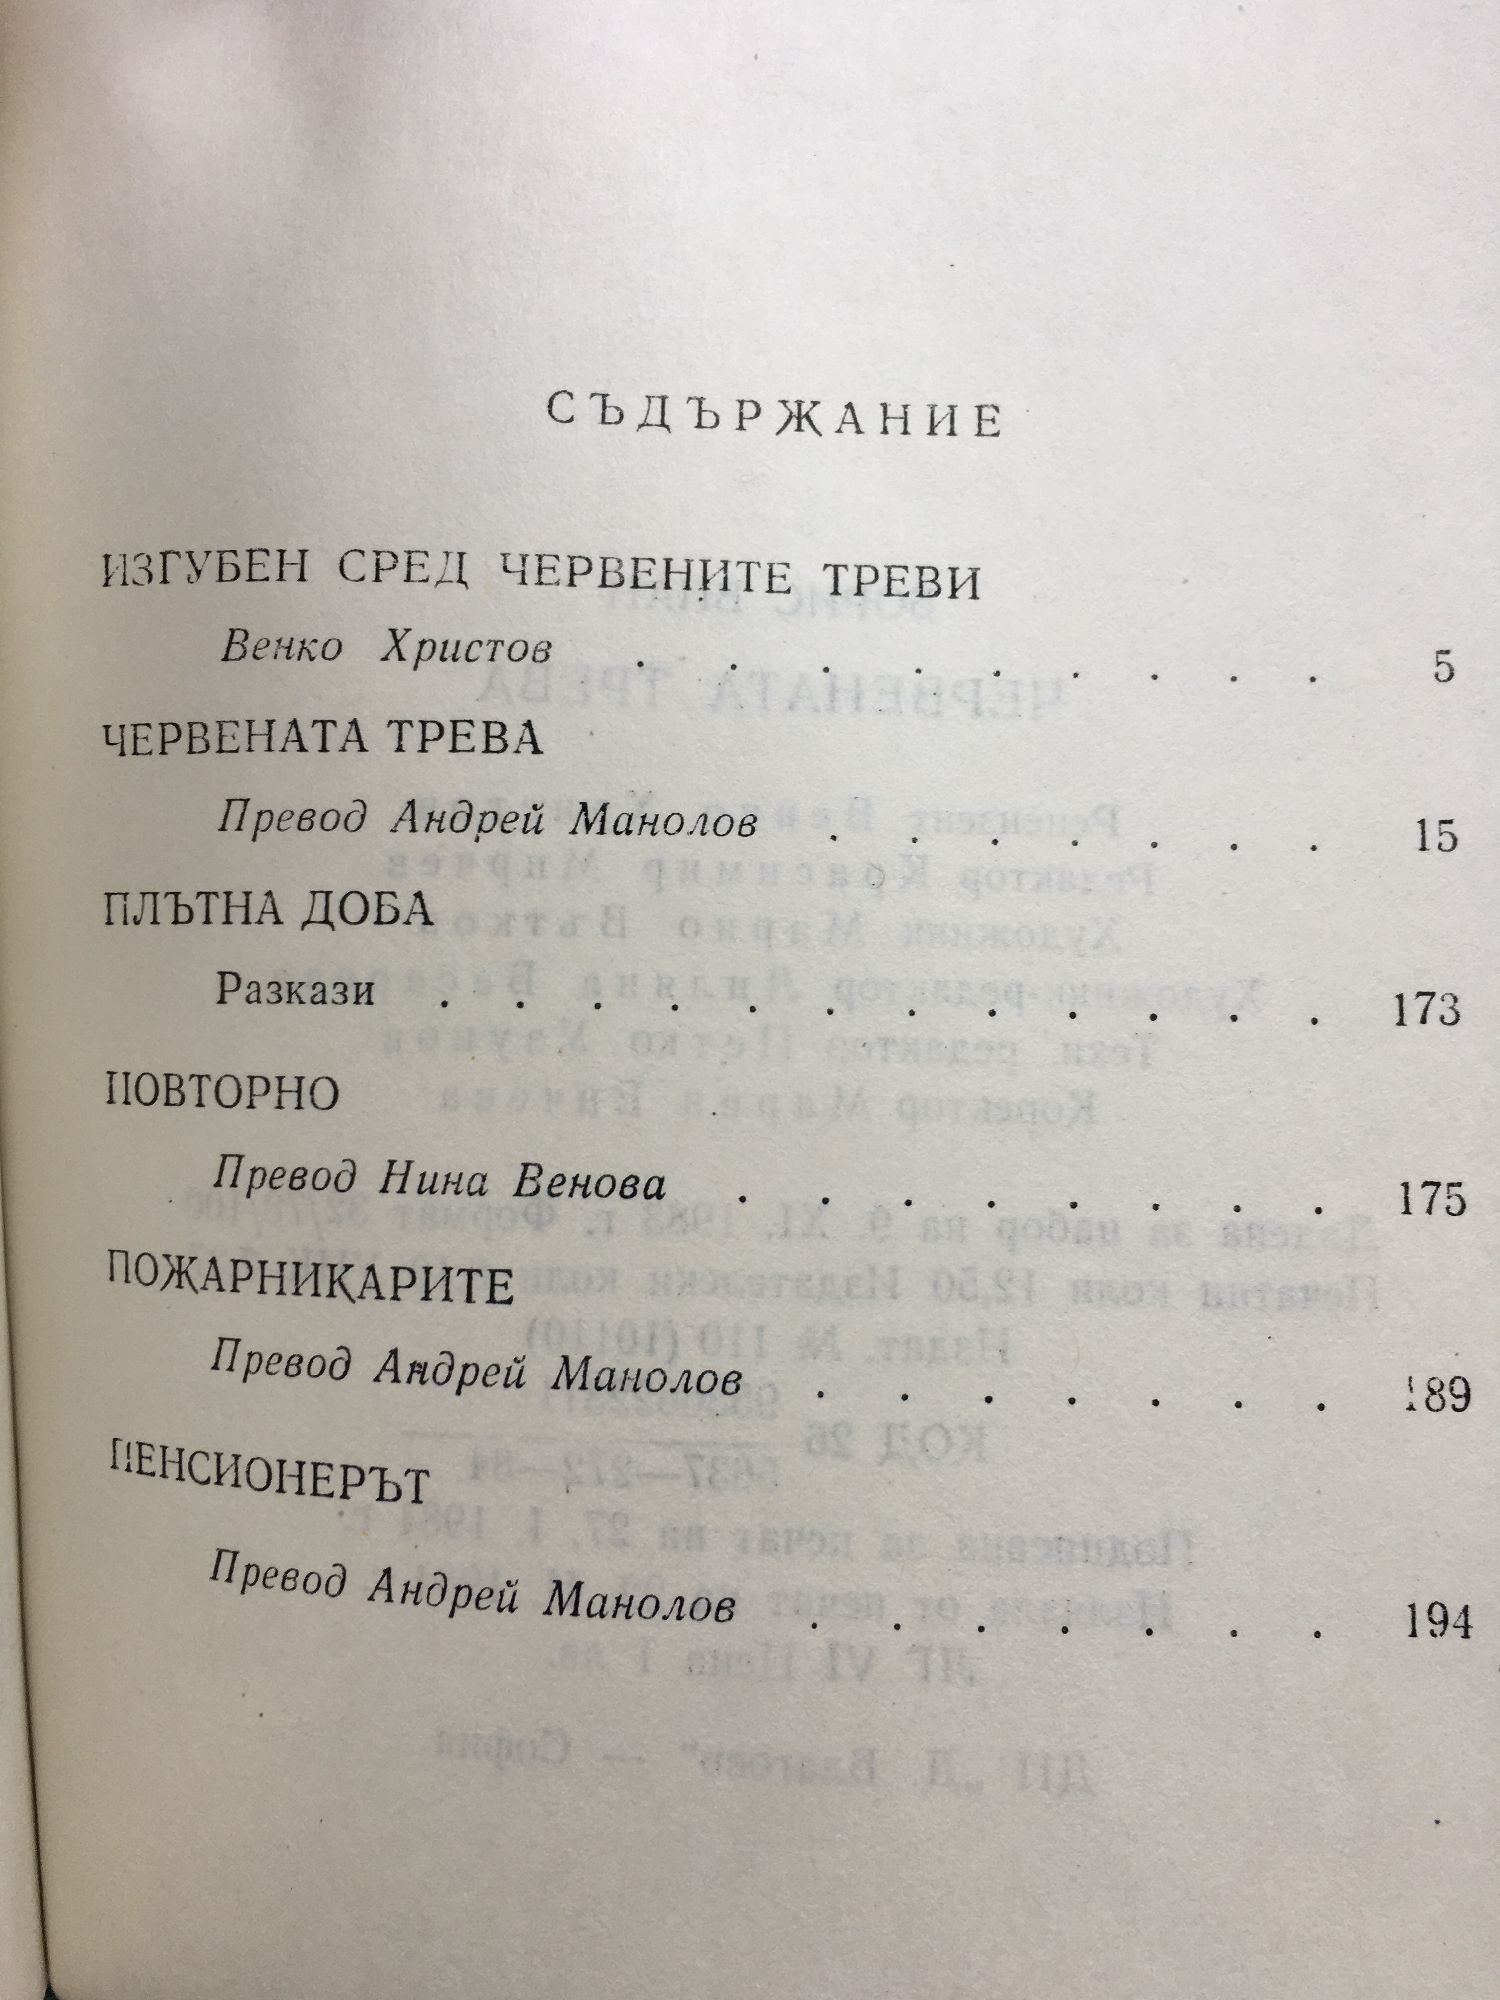 СЪДЪРЖАНИЕ
ИЗГУБЕН СРЕД ЧЕРВЕНИТЕ ТРЕВИ
Венко Христов . . . . . . . . . 5
ЧЕРВЕНАТА ТРЕВА
Превод Андрей Манолов . . . . . . . 15
ПЛЪТНА ДОБА
Разкази . . . . . . . . . . . . 173
ПОВТОРНО
Превод Нина Венова . . . . . . . . 175
ПОЖАРНИКАРИТЕ
Превод Андрей Манолов . . . . . . . 189
ПЕНСИОНЕРЪТ
Превод Андрей Манолов . . . . . . . 194